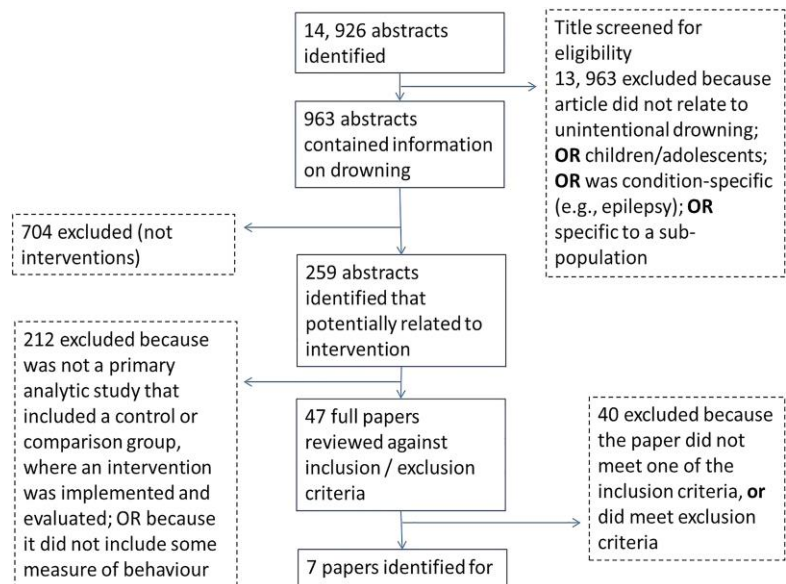 14, 926 abstracts
identified
Title screened for
eligibility
13, 963 excluded because
article did not relate to
unintentional drowning;
OR children/adolescents;
OR was condition-specific
(e.g., epilepsy); OR
specific to a sub-
population
963 abstracts
contained information
on drowning
704 excluded (not
interventions)
259 abstracts
identified that
potentially related to
intervention
212 excluded because
was not a primary
analytic study that
included a control or
comparison group,
where an intervention
was implemented and
evaluated; OR because
it did not include some
measure of behaviour
47 full papers
reviewed against
inclusion / exclusion
criteria
40 excluded because
the paper did not
meet one of the
inclusion criteria, or
did meet exclusion
criteria
7 papers identified for